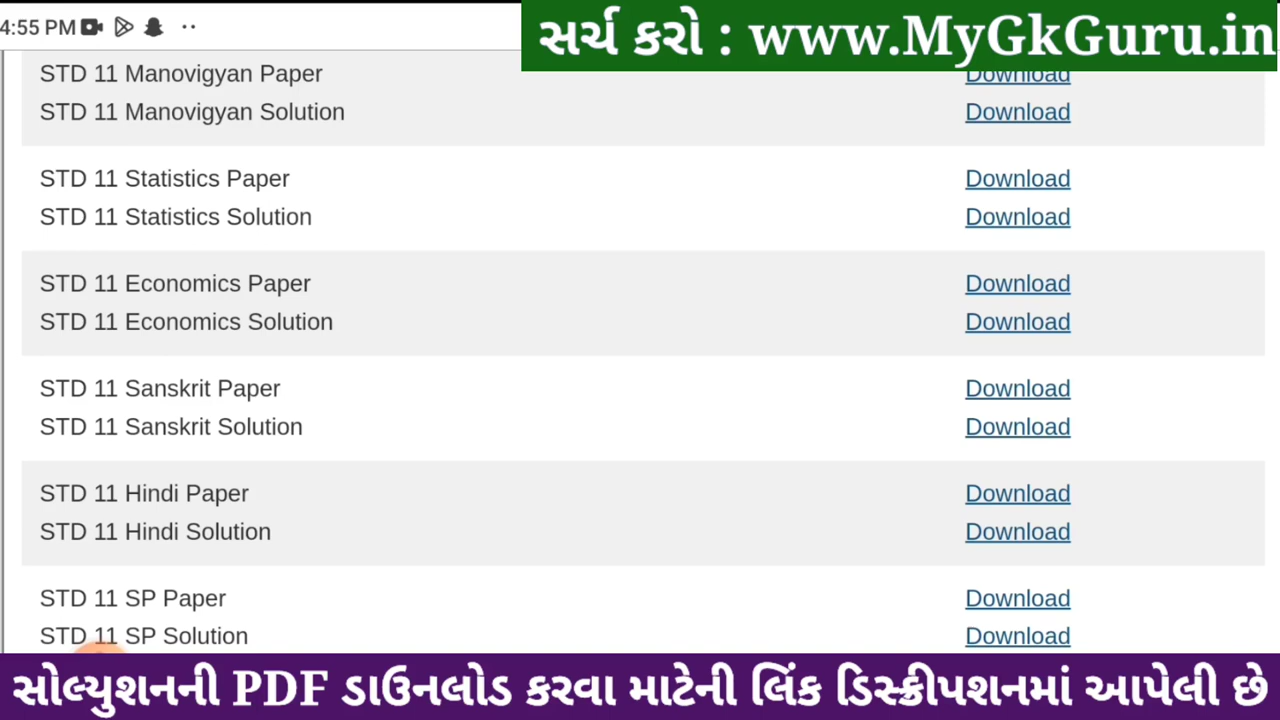 4:55 PM
સર્ચ કરો : www.MyGkGuru.in
STD 11 Manovigyan Paper Download
STD 11 Manovigyan Solution Download
STD 11 Statistics Paper Download
STD 11 Statistics Solution Download
STD 11 Economics Paper Download
STD 11 Economics Solution Download
STD 11 Sanskrit Paper Download
STD 11 Sanskrit Solution Download
STD 11 Hindi Paper Download
STD 11 Hindi Solution Download
STD 11 SP Paper Download
STD 11 SP Solution Download
સોલ્યુશનની PDF ડાઉનલોડ કરવા માટેની લિંક ડિસ્ક્રીપશનમાં આપેલી છે